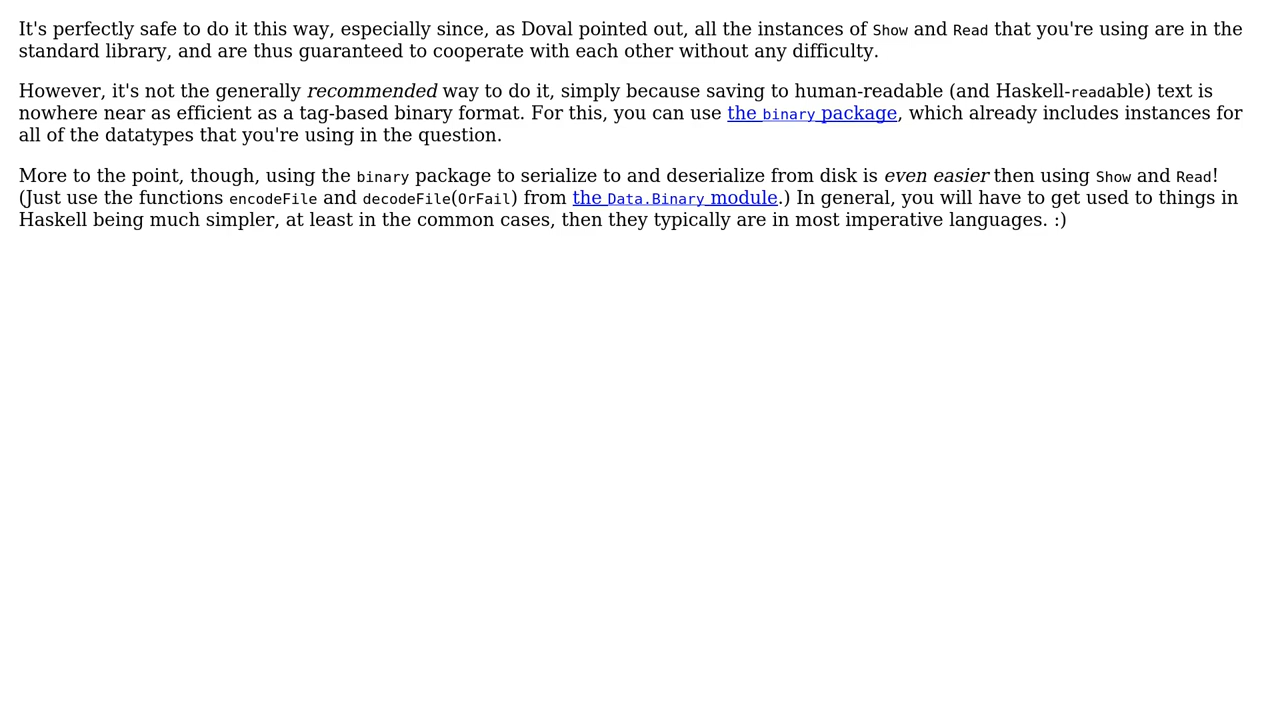 It's perfectly safe to do it this way, especially since, as Doval pointed out, all the instances of Show and Read that you're using are in the
standard library, and are thus guaranteed to cooperate with each other without any difficulty.
However, it's not the generally recommended way to do it, simply because saving to human-readable (and Haskell-readable) text is
nowhere near as efficient as a tag-based binary format. For this, you can use the binary package, which already includes instances for
all of the datatypes that you're using in the question.
More to the point, though, using the binary package to serialize to and deserialize from disk is even easier then using Show and Read!
(Just use the functions encodeFile and decodeFile(OrFail) from the Data.Binary module.) In general, you will have to get used to things in
Haskell being much simpler, at least in the common cases, then they typically are in most imperative languages. :)